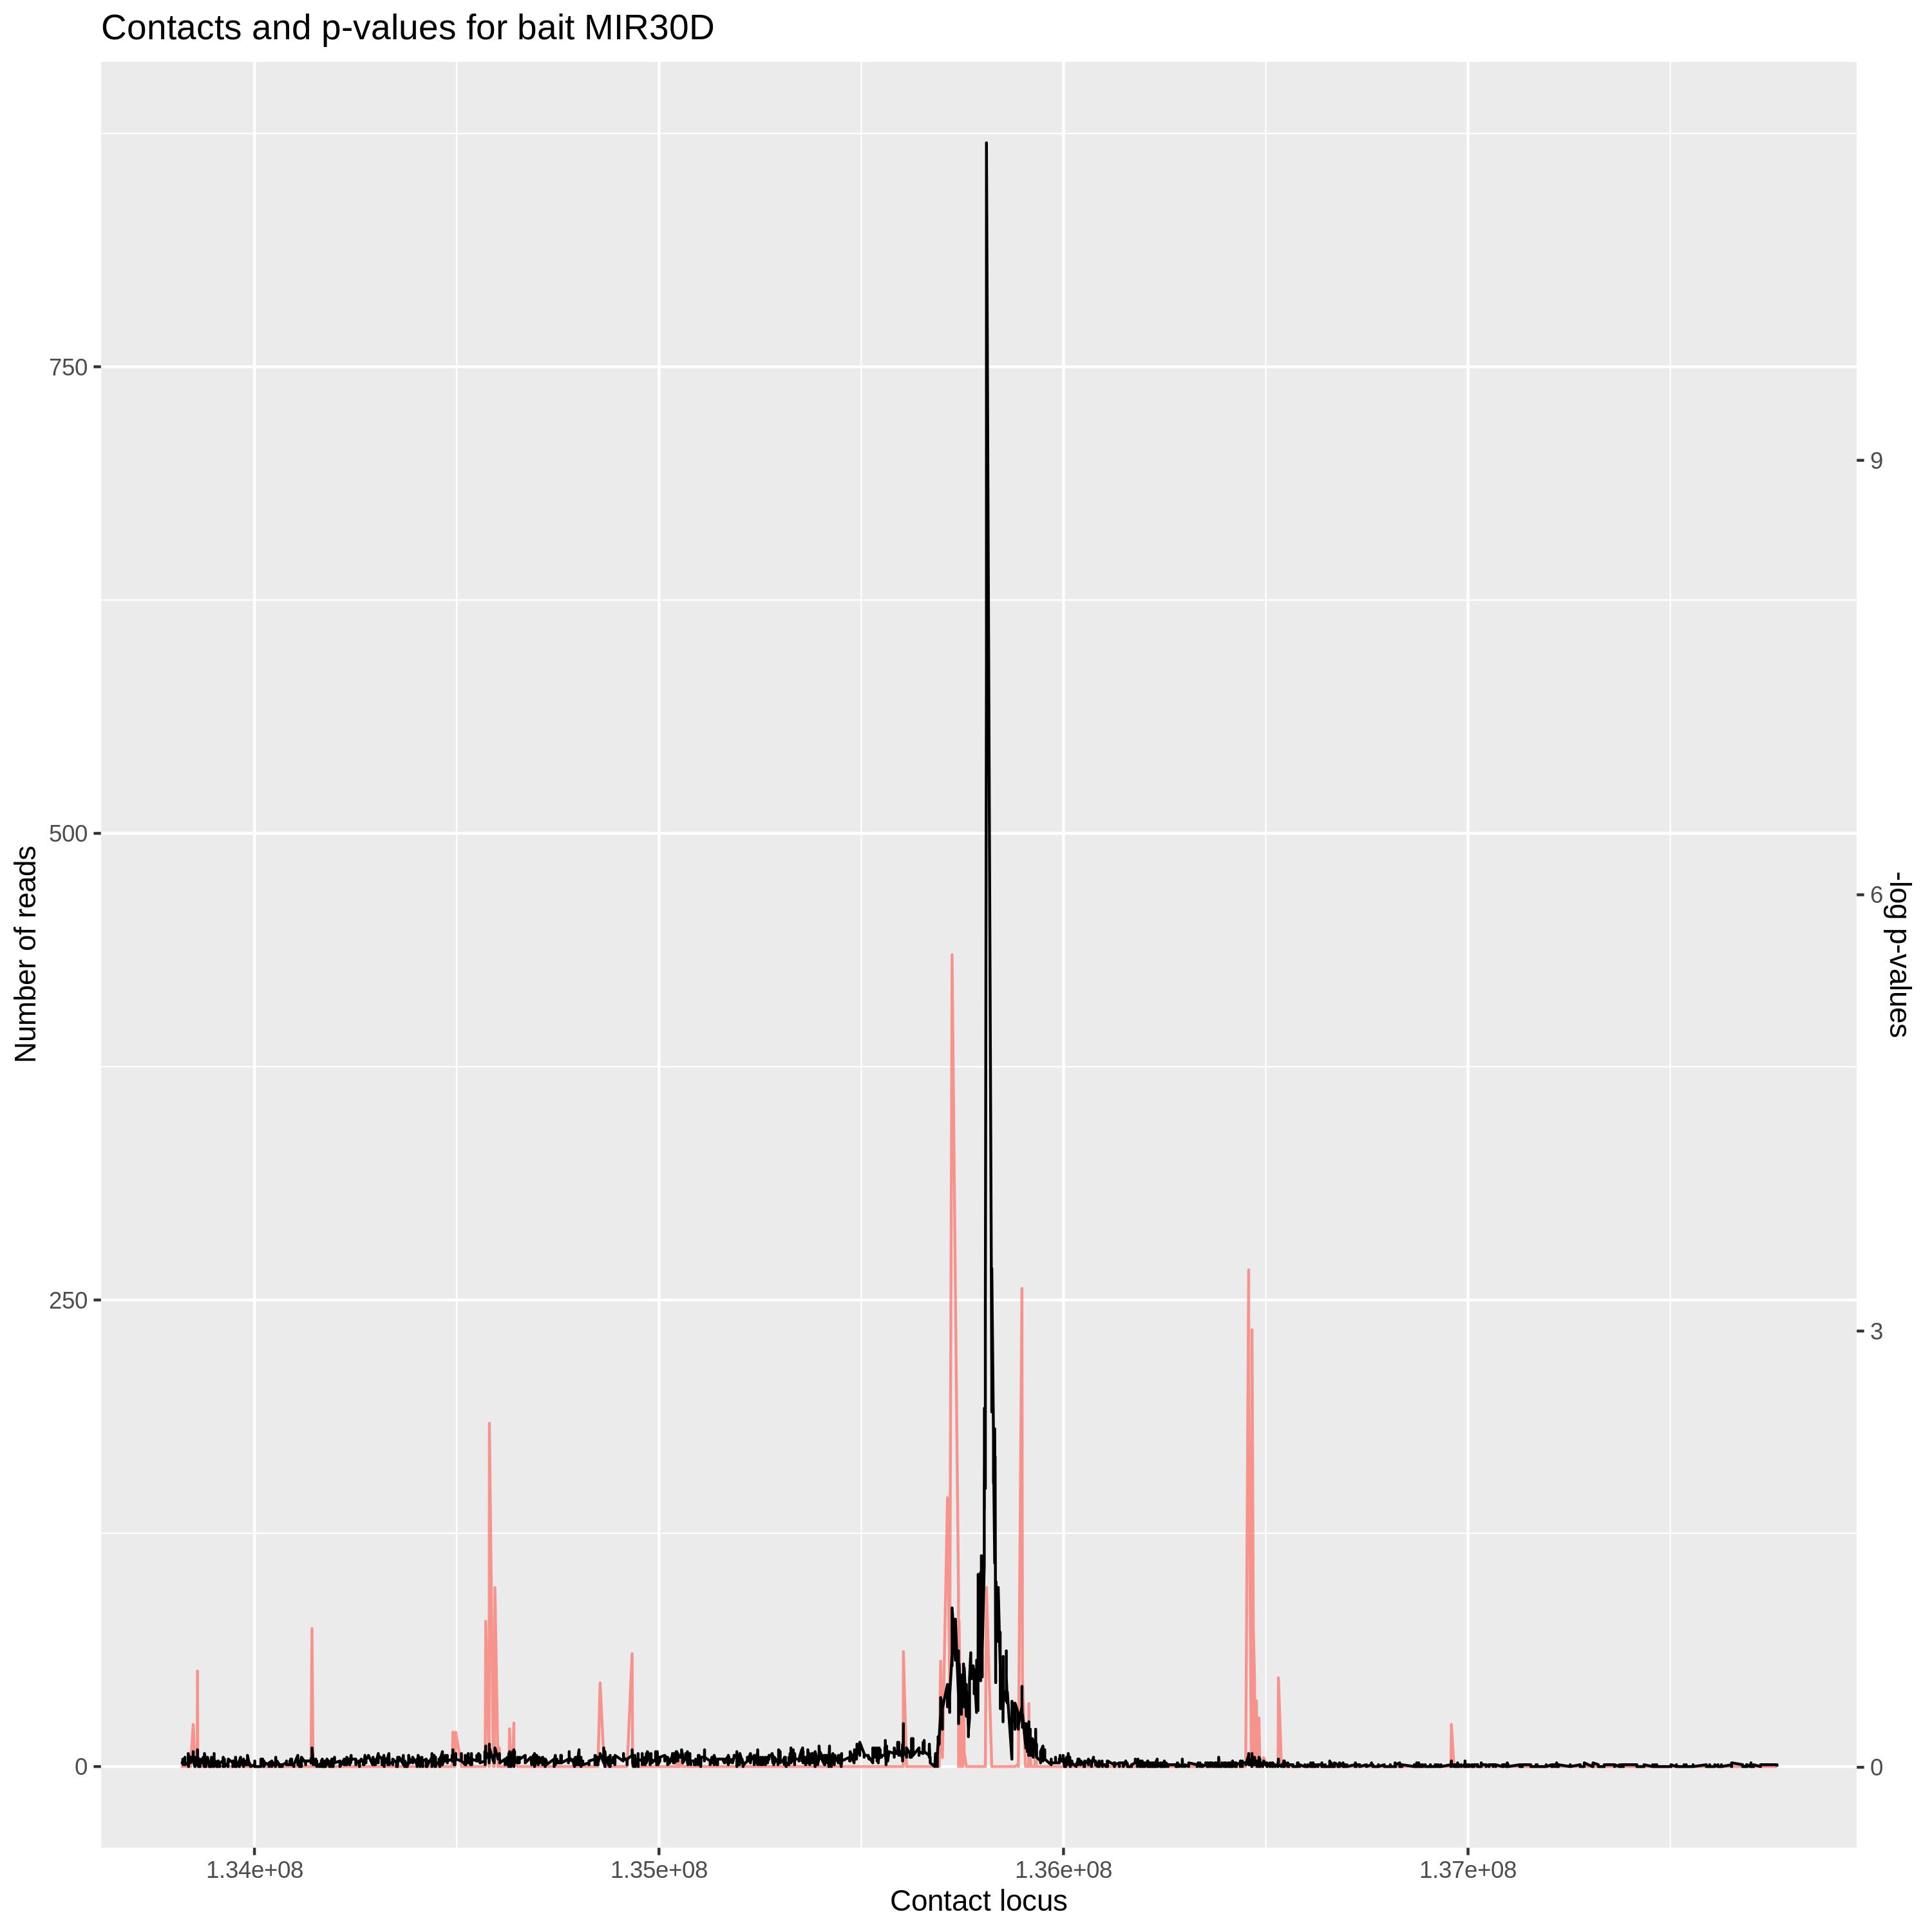 Contacts and p-values for bait MIR30D
750
500
250
0
Number of reads
9
6
3
0
-log p-values
1.34e+08
1.35e+08
1.36e+08
1.37e+08
Contact locus